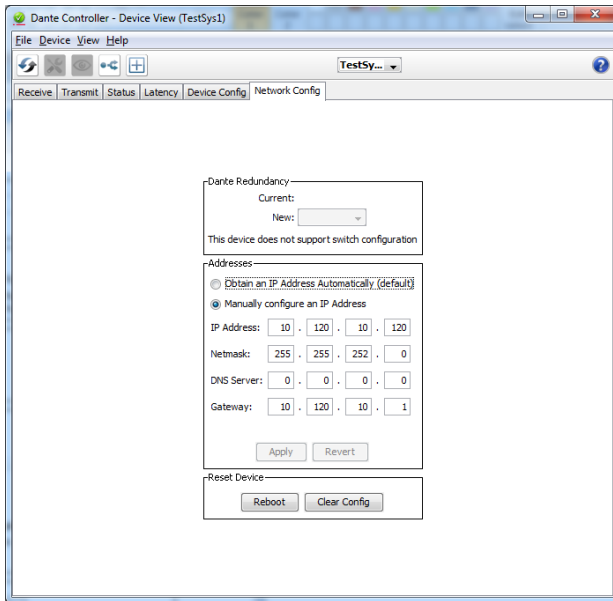 Dante Controller - Device View (TestSys1)
File Device View Help
TestSy...
Receive Transmit Status Latency Device Config Network Config
Dante Redundancy
Current:
New:
This device does not support switch configuration
Addresses
Obtain an IP Address Automatically (default)
Manually configure an IP Address
IP Address: 10 . 120 . 10 . 120
Netmask: 255 . 255 . 252 . 0
DNS Server: 0 . 0 . 0 . 0
Gateway: 10 . 120 . 10 . 1
Apply Revert
Reset Device
Reboot Clear Config